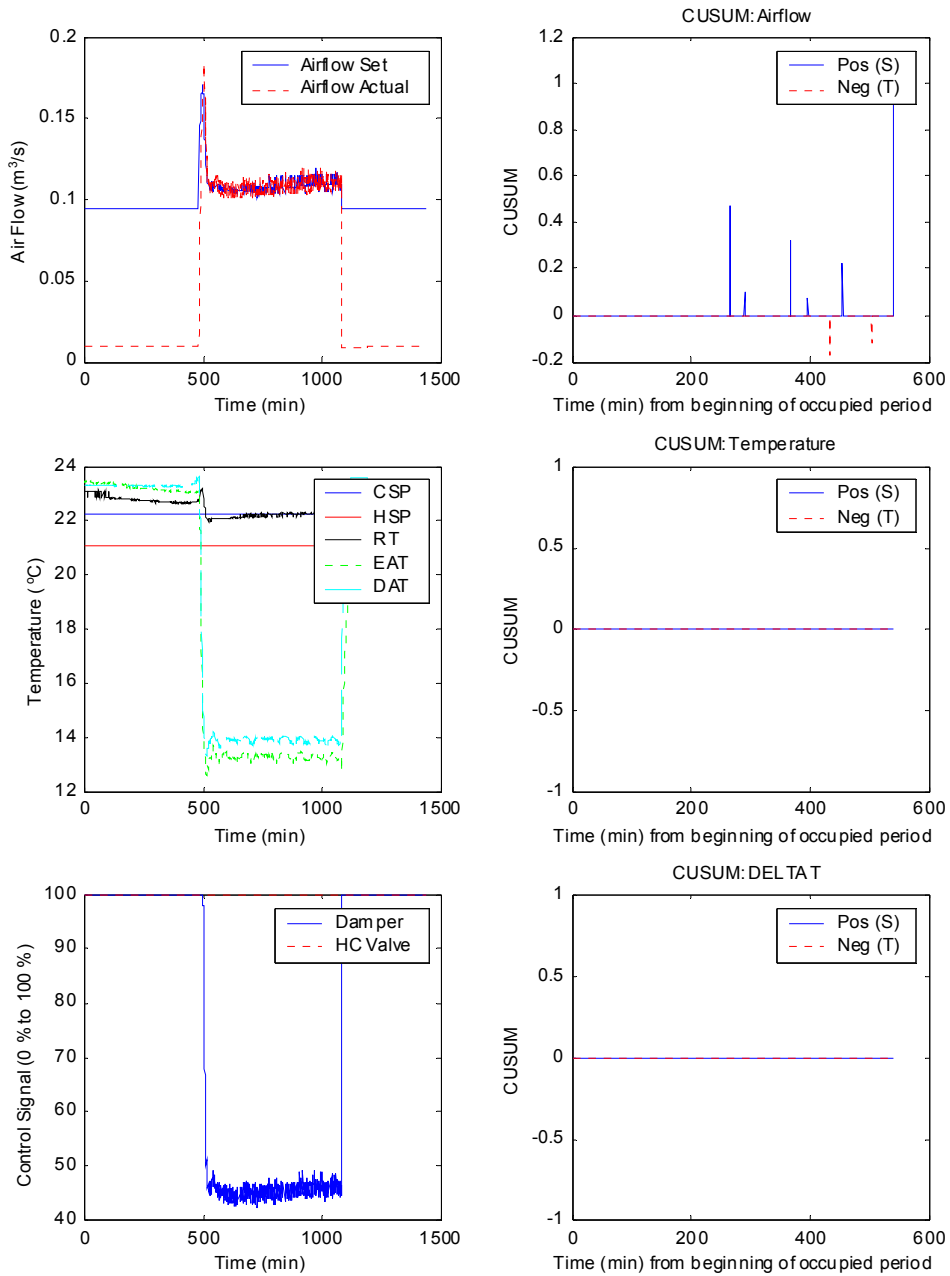 0.2
0.15
0.1
0.05
0
Air Flow (m³/s)
Airflow Set
Airflow Actual
0 500 1000 1500
Time (min)
CUSUM: Airflow
1.2
1
0.8
0.6
0.4
0.2
0
-0.2
CUSUM
Pos (S)
Neg (T)
0 200 400 600
Time (min) from beginning of occupied period
24
22
20
18
16
14
12
Temperature (ºC)
CSP
HSP
RT
EAT
DAT
0 500 1000 1500
Time (min)
CUSUM: Temperature
1
0.5
0
-0.5
-1
CUSUM
Pos (S)
Neg (T)
0 200 400 600
Time (min) from beginning of occupied period
100
90
80
70
60
50
40
Control Signal (0 % to 100 %)
Damper
HC Valve
0 500 1000 1500
Time (min)
CUSUM: DELTAT
1
0.5
0
-0.5
-1
CUSUM
Pos (S)
Neg (T)
0 200 400 600
Time (min) from beginning of occupied period